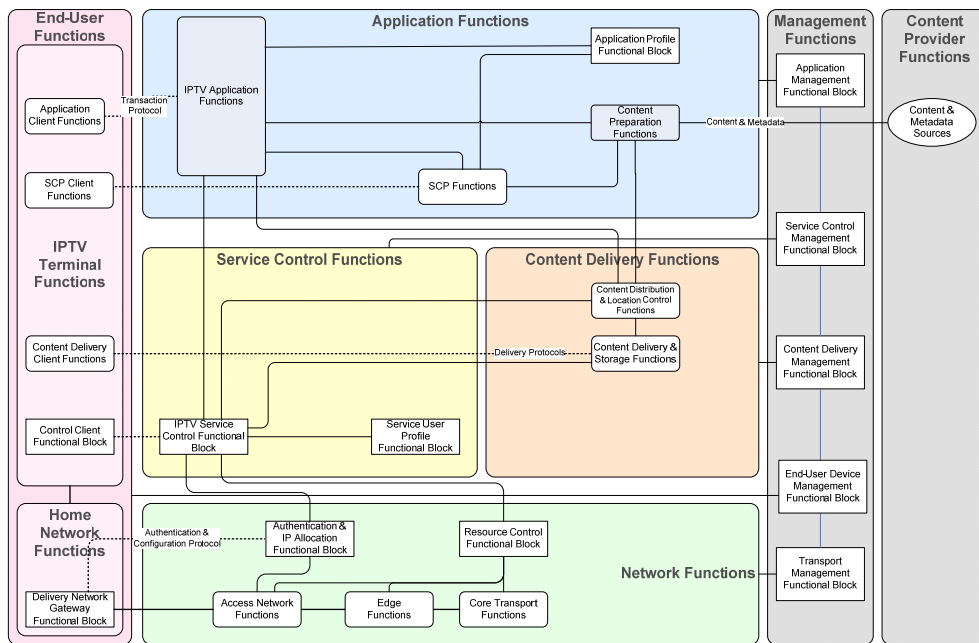 End-User
Functions
Application Functions
Management
Functions
Content
Provider
Functions
Application Profile
Functional Block
Application
Management
Functional Block
IPTV Application
Functions
Transaction
Protocol
Application
Client Functions
Content
Preparation
Functions
Content & Metadata
Content &
Metadata
Sources
SCP Client
Functions
SCP Functions
Service Control
Management
Functional Block
IPTV
Terminal
Functions
Service Control Functions
Content Delivery Functions
Content Distribution
& Location Control
Functions
Content Delivery
Client Functions
Delivery Protocols
Content Delivery &
Storage Functions
Content Delivery
Management
Functional Block
Control Client
Functional Block
IPTV Service
Control Functional
Block
Service User
Profile
Functional Block
End-User Device
Management
Functional Block
Home
Network
Functions
Authentication &
Configuration Protocol
Authentication &
IP Allocation
Functional Block
Resource Control
Functional Block
Network Functions
Transport
Management
Functional Block
Delivery Network
Gateway
Functional Block
Access Network
Functions
Edge
Functions
Core Transport
Functions